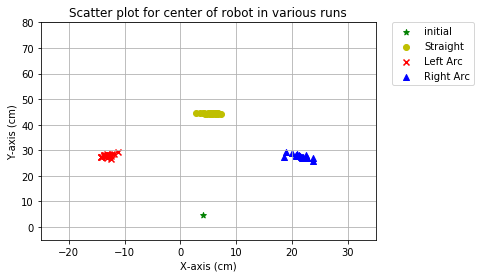 Scatter plot for center of robot in various runs
80
70
60
50
40
30
20
10
0
Y-axis (cm)
−20 −10 0 10 20 30
X-axis (cm)
initial
Straight
Left Arc
Right Arc